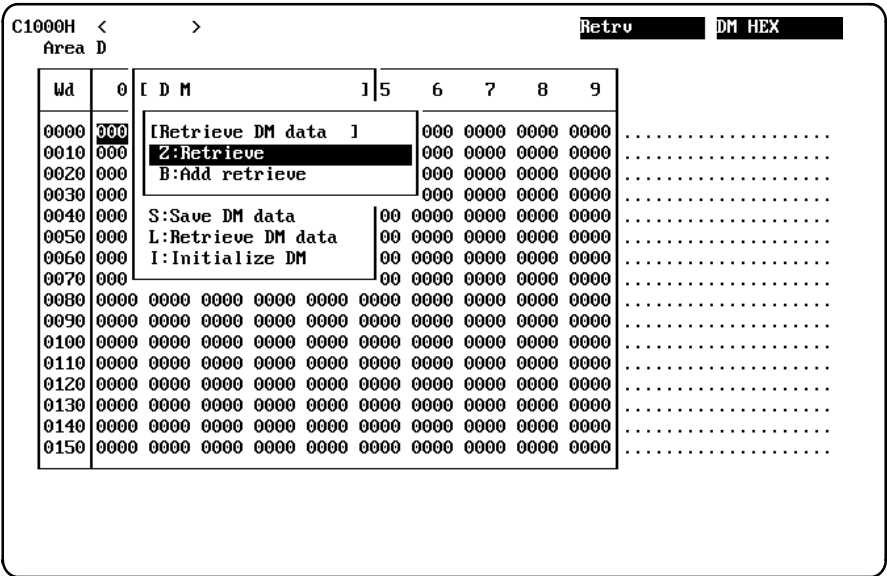 C1000H < > Retrv DM HEX
Area D
Wd 0 [ D M ] 5 6 7 8 9
0000 000 [Retrieve DM data ] 000 0000 0000 0000 ....................
0010 000 Z:Retrieve 000 0000 0000 0000 ....................
0020 000 B:Add retrieve 000 0000 0000 0000 ....................
0030 000 000 0000 0000 0000 ....................
0040 000 S:Save DM data 00 0000 0000 0000 0000 ....................
0050 000 L:Retrieve DM data 00 0000 0000 0000 0000 ....................
0060 000 I:Initialize DM 00 0000 0000 0000 0000 ....................
0070 000 00 0000 0000 0000 0000 ....................
0080 0000 0000 0000 0000 0000 0000 0000 0000 0000 0000 ....................
0090 0000 0000 0000 0000 0000 0000 0000 0000 0000 0000 ....................
0100 0000 0000 0000 0000 0000 0000 0000 0000 0000 0000 ....................
0110 0000 0000 0000 0000 0000 0000 0000 0000 0000 0000 ....................
0120 0000 0000 0000 0000 0000 0000 0000 0000 0000 0000 ....................
0130 0000 0000 0000 0000 0000 0000 0000 0000 0000 0000 ....................
0140 0000 0000 0000 0000 0000 0000 0000 0000 0000 0000 ....................
0150 0000 0000 0000 0000 0000 0000 0000 0000 0000 0000 ....................